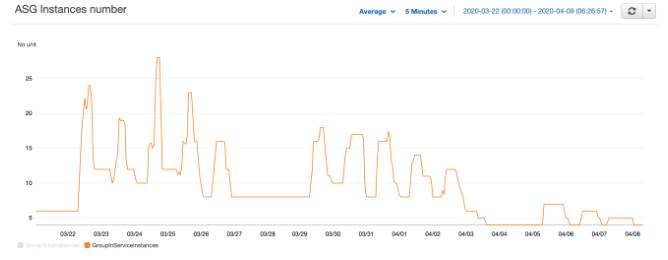 ASG Instances number
Average 5 Minutes 2020-03-22 (00:00:00) - 2020-04-09 (06:26:57)
No unit
25
20
15
10
5
03/22 03/23 03/24 03/25 03/26 03/27 03/28 03/29 03/30 03/31 04/01 04/02 04/03 04/04 04/05 04/06 04/07 04/08
GroupTotalInstances GroupInServiceInstances